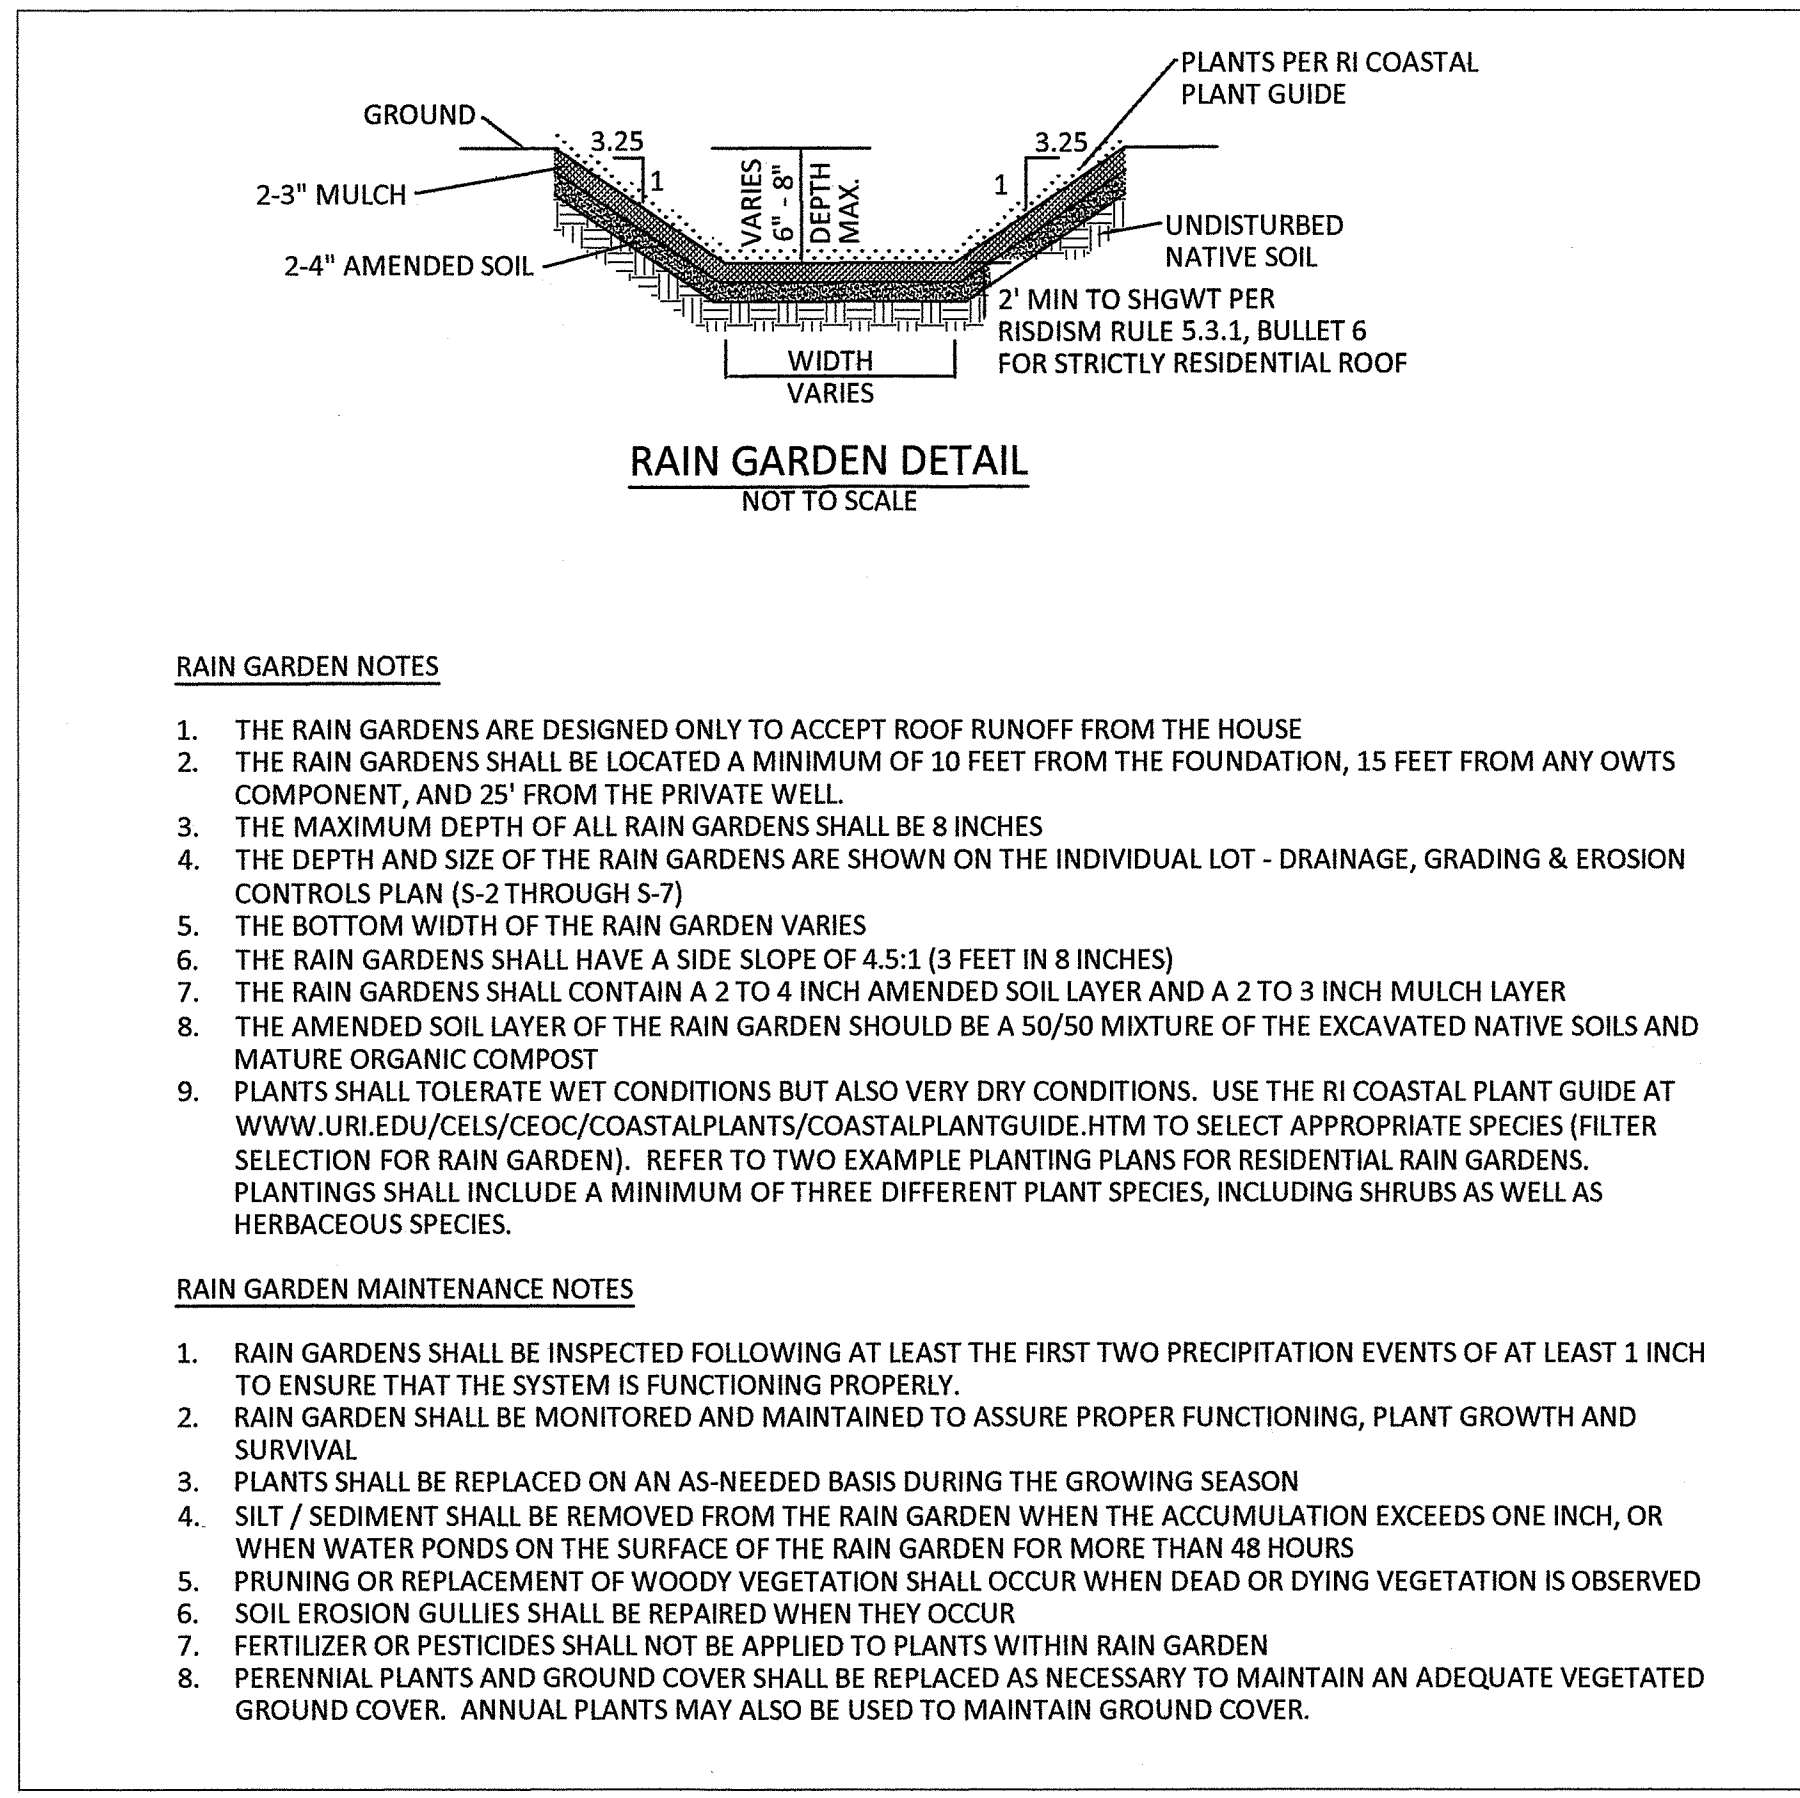 PLANTS PER RI COASTAL
PLANT GUIDE
GROUND
3.25
1
2-3" MULCH
2-4" AMENDED SOIL
VARIES
6" - 8"
DEPTH
MAX.
3.25
1
UNDISTURBED
NATIVE SOIL
2' MIN TO SHGWT PER
RISDISM RULE 5.3.1, BULLET 6
FOR STRICTLY RESIDENTIAL ROOF
WIDTH
VARIES
RAIN GARDEN DETAIL
NOT TO SCALE
RAIN GARDEN NOTES
1. THE RAIN GARDENS ARE DESIGNED ONLY TO ACCEPT ROOF RUNOFF FROM THE HOUSE
2. THE RAIN GARDENS SHALL BE LOCATED A MINIMUM OF 10 FEET FROM THE FOUNDATION, 15 FEET FROM ANY OWTS
COMPONENT, AND 25' FROM THE PRIVATE WELL.
3. THE MAXIMUM DEPTH OF ALL RAIN GARDENS SHALL BE 8 INCHES
4. THE DEPTH AND SIZE OF THE RAIN GARDENS ARE SHOWN ON THE INDIVIDUAL LOT - DRAINAGE, GRADING & EROSION
CONTROLS PLAN (S-2 THROUGH S-7)
5. THE BOTTOM WIDTH OF THE RAIN GARDEN VARIES
6. THE RAIN GARDENS SHALL HAVE A SIDE SLOPE OF 4.5:1 (3 FEET IN 8 INCHES)
7. THE RAIN GARDENS SHALL CONTAIN A 2 TO 4 INCH AMENDED SOIL LAYER AND A 2 TO 3 INCH MULCH LAYER
8. THE AMENDED SOIL LAYER OF THE RAIN GARDEN SHOULD BE A 50/50 MIXTURE OF THE EXCAVATED NATIVE SOILS AND
MATURE ORGANIC COMPOST
9. PLANTS SHALL TOLERATE WET CONDITIONS BUT ALSO VERY DRY CONDITIONS. USE THE RI COASTAL PLANT GUIDE AT
WWW.URI.EDU/CELS/CEOC/COASTALPLANTS/COASTALPLANTGUIDE.HTM TO SELECT APPROPRIATE SPECIES (FILTER
SELECTION FOR RAIN GARDEN). REFER TO TWO EXAMPLE PLANTING PLANS FOR RESIDENTIAL RAIN GARDENS.
PLANTINGS SHALL INCLUDE A MINIMUM OF THREE DIFFERENT PLANT SPECIES, INCLUDING SHRUBS AS WELL AS
HERBACEOUS SPECIES.
RAIN GARDEN MAINTENANCE NOTES
1. RAIN GARDENS SHALL BE INSPECTED FOLLOWING AT LEAST THE FIRST TWO PRECIPITATION EVENTS OF AT LEAST 1 INCH
TO ENSURE THAT THE SYSTEM IS FUNCTIONING PROPERLY.
2. RAIN GARDEN SHALL BE MONITORED AND MAINTAINED TO ASSURE PROPER FUNCTIONING, PLANT GROWTH AND
SURVIVAL
3. PLANTS SHALL BE REPLACED ON AN AS-NEEDED BASIS DURING THE GROWING SEASON
4. SILT / SEDIMENT SHALL BE REMOVED FROM THE RAIN GARDEN WHEN THE ACCUMULATION EXCEEDS ONE INCH, OR
WHEN WATER PONDS ON THE SURFACE OF THE RAIN GARDEN FOR MORE THAN 48 HOURS
5. PRUNING OR REPLACEMENT OF WOODY VEGETATION SHALL OCCUR WHEN DEAD OR DYING VEGETATION IS OBSERVED
6. SOIL EROSION GULLIES SHALL BE REPAIRED WHEN THEY OCCUR
7. FERTILIZER OR PESTICIDES SHALL NOT BE APPLIED TO PLANTS WITHIN RAIN GARDEN
8. PERENNIAL PLANTS AND GROUND COVER SHALL BE REPLACED AS NECESSARY TO MAINTAIN AN ADEQUATE VEGETATED
GROUND COVER. ANNUAL PLANTS MAY ALSO BE USED TO MAINTAIN GROUND COVER.